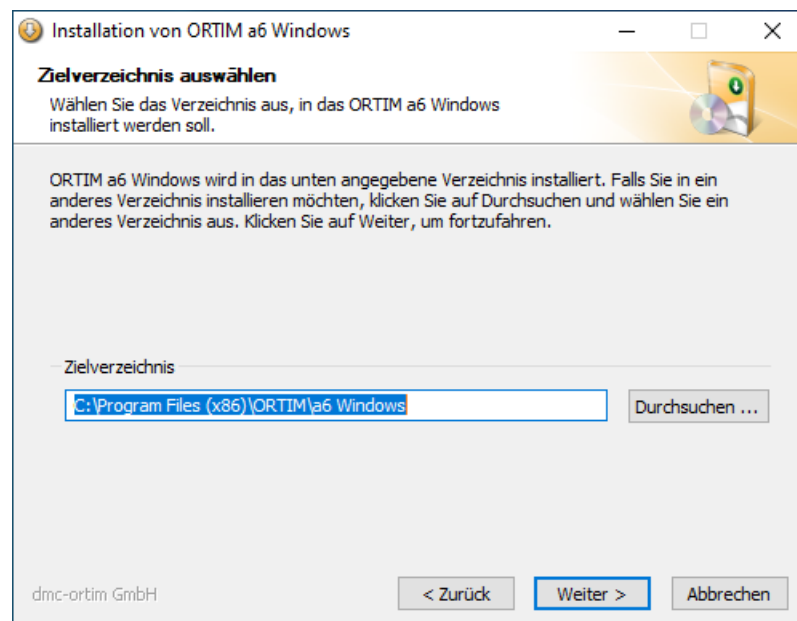 Installation von ORTIM a6 Windows
Zielverzeichnis auswählen
Wählen Sie das Verzeichnis aus, in das ORTIM a6 Windows
installiert werden soll.
ORTIM a6 Windows wird in das unten angegebene Verzeichnis installiert. Falls Sie in ein
anderes Verzeichnis installieren möchten, klicken Sie auf Durchsuchen und wählen Sie ein
anderes Verzeichnis aus. Klicken Sie auf Weiter, um fortzufahren.
Zielverzeichnis
C:\Program Files (x86)\ORTIM\a6 Windows
Durchsuchen ...
dmc-ortim GmbH
< Zurück
Weiter >
Abbrechen